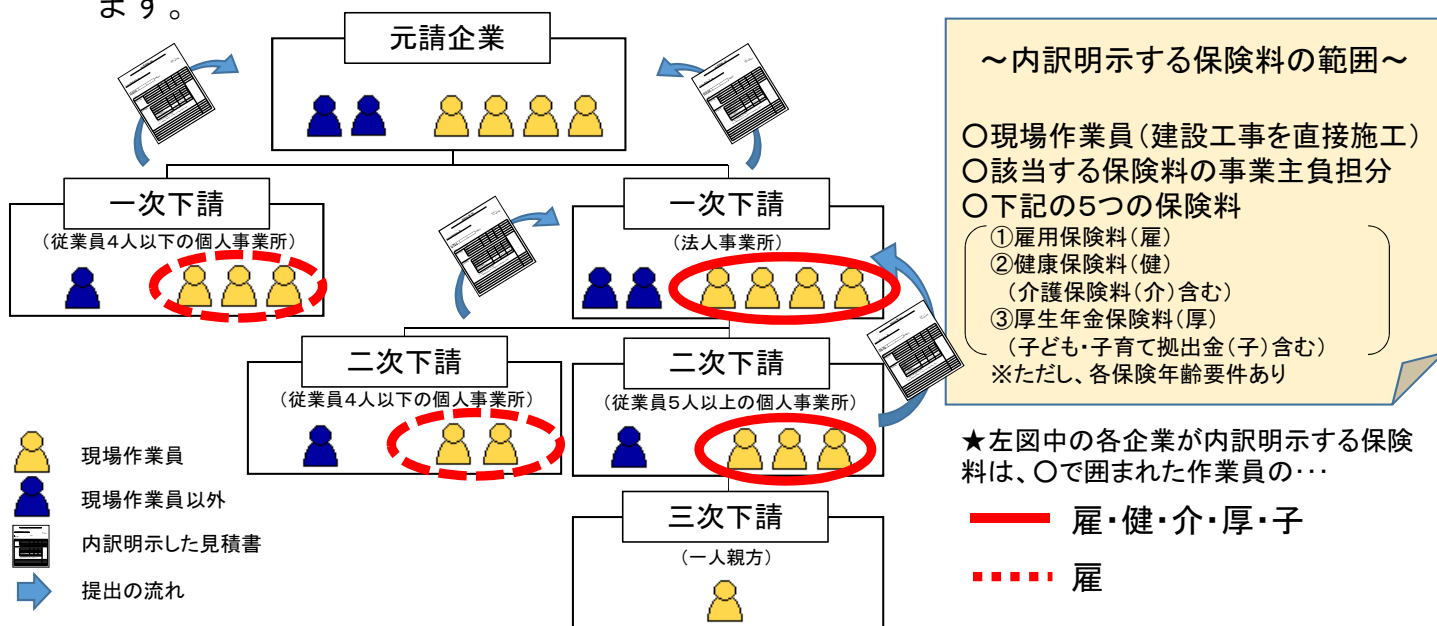 ます。
元請企業
一次下請
（従業員４人以下の個人事業所）
一次下請
（法人事業所）
二次下請
（従業員４人以下の個人事業所）
二次下請
（従業員５人以上の個人事業所）
三次下請
（一人親方）
現場作業員
現場作業員以外
内訳明示した見積書
提出の流れ
～内訳明示する保険料の範囲～
○現場作業員（建設工事を直接施工）
○該当する保険料の事業主負担分
○下記の５つの保険料
①雇用保険料（雇）
②健康保険料（健）
（介護保険料（介）含む）
③厚生年金保険料（厚）
（子ども・子育て拠出金（子）含む）
※ただし、各保険年齢要件あり
★左図中の各企業が内訳明示する保険
料は、○で囲まれた作業員の…
雇・健・介・厚・子
雇